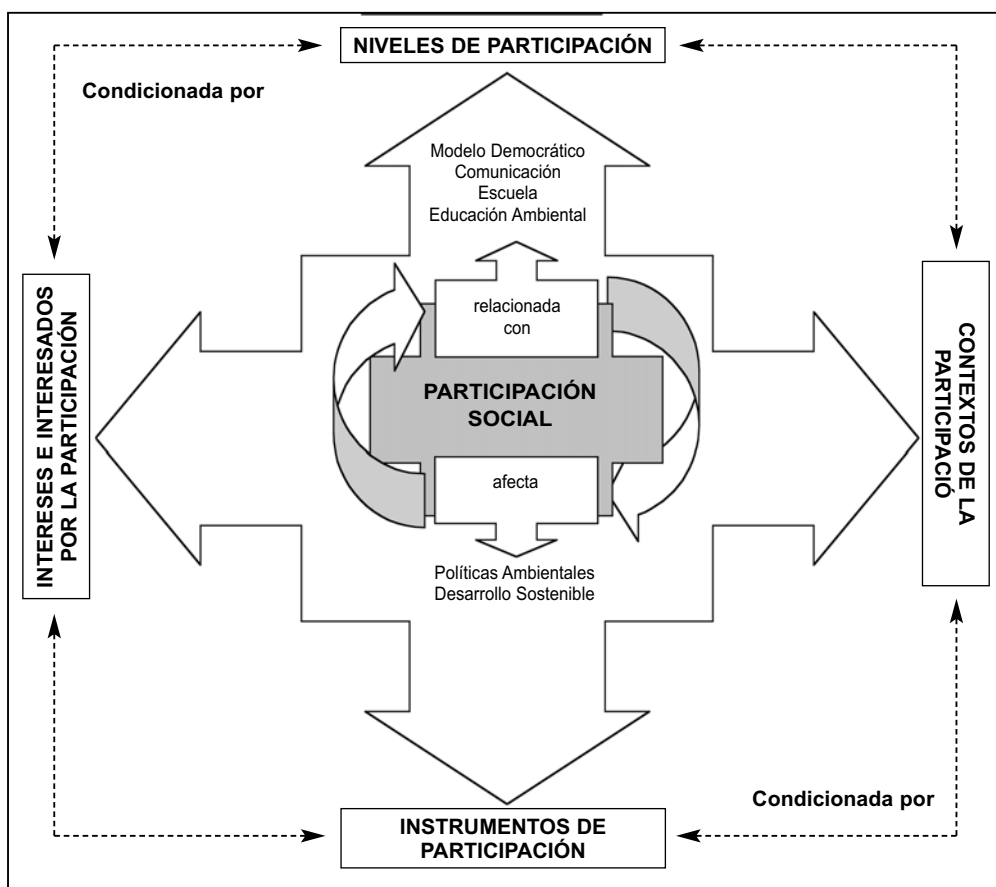 NIVELES DE PARTICIPACIÓN
Condicionada por
Modelo Democrático
Comunicación
Escuela
Educación Ambiental
relacionada
con
INTERESES E INTERESADOS
POR LA PARTICIPACIÓN
PARTICIPACIÓN
SOCIAL
CONTEXTOS DE LA
PARTICIPACIÓ
afecta
Políticas Ambientales
Desarrollo Sostenible
Condicionada por
INSTRUMENTOS DE
PARTICIPACIÓN